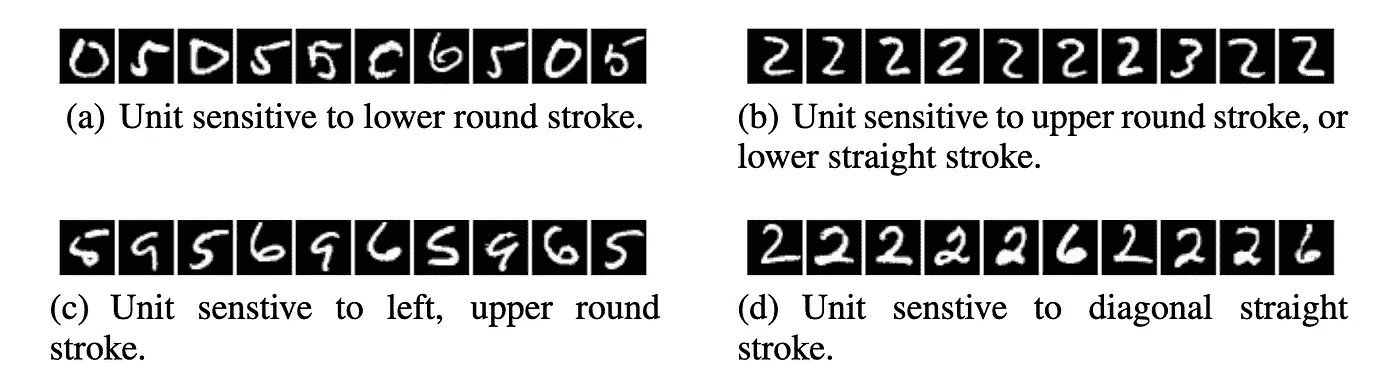 0 5 0 5 5 0 6 5 0 5
(a) Unit sensitive to lower round stroke.
2 2 2 2 2 2 2 3 2 2
(b) Unit sensitive to upper round stroke, or
lower straight stroke.
5 9 5 6 9 6 5 9 6 5
(c) Unit senstive to left, upper round
stroke.
2 2 2 2 2 6 2 2 2 6
(d) Unit senstive to diagonal straight
stroke.